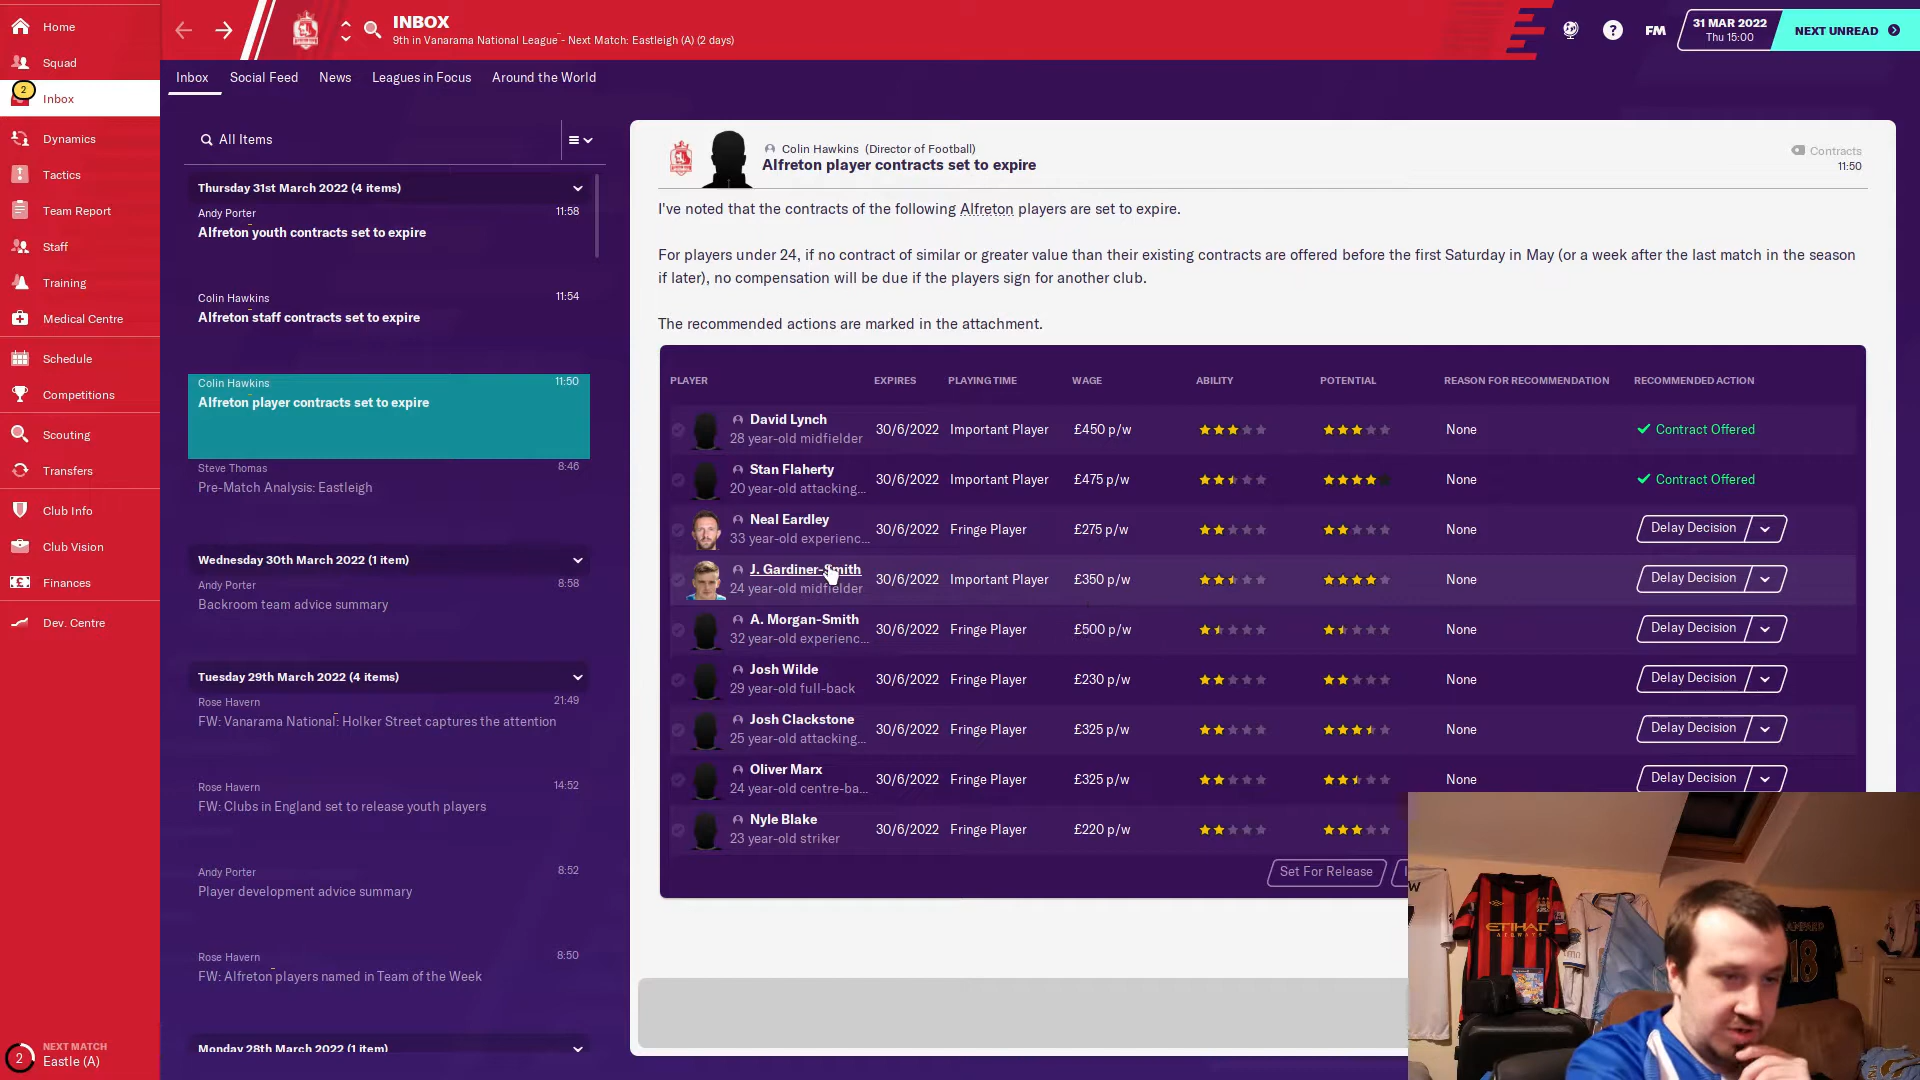 Home
Squad
2
Inbox
Dynamics
Tactics
Team Report
Staff
Training
Medical Centre
Schedule
Competitions
Scouting
Transfers
Club Info
Club Vision
Finances
Dev. Centre
NEXT MATCH
2
Eastle (A)
INBOX
9th in Vanarama National League - Next Match: Eastleigh (A) (2 days)
FM
31 MAR 2022
Thu 15:00
NEXT UNREAD
Inbox Social Feed News Leagues in Focus Around the World
All Items
Thursday 31st March 2022 (4 items)
Andy Porter 11:58
Alfreton youth contracts set to expire
Colin Hawkins 11:54
Alfreton staff contracts set to expire
Colin Hawkins 11:50
Alfreton player contracts set to expire
Steve Thomas 8:46
Pre-Match Analysis: Eastleigh
Wednesday 30th March 2022 (1 item)
Andy Porter 8:58
Backroom team advice summary
Tuesday 29th March 2022 (4 items)
Rose Havern 21:49
FW: Vanarama National: Holker Street captures the attention
Rose Havern 14:52
FW: Clubs in England set to release youth players
Andy Porter 8:52
Player development advice summary
Rose Havern 8:50
FW: Alfreton players named in Team of the Week
Monday 28th March 2022 (1 item)
Colin Hawkins (Director of Football)
Alfreton player contracts set to expire
Contracts
11:50
I've noted that the contracts of the following Alfreton players are set to expire.
For players under 24, if no contract of similar or greater value than their existing contracts are offered before the first Saturday in May (or a week after the last match in the season
if later), no compensation will be due if the players sign for another club.
The recommended actions are marked in the attachment.
PLAYER EXPIRES PLAYING TIME WAGE ABILITY POTENTIAL REASON FOR RECOMMENDATION RECOMMENDED ACTION
David Lynch
28 year-old midfielder 30/6/2022 Important Player £450 p/w None Contract Offered
Stan Flaherty
20 year-old attacking... 30/6/2022 Important Player £475 p/w None Contract Offered
Neal Eardley
33 year-old experienc... 30/6/2022 Fringe Player £275 p/w None Delay Decision
J. Gardiner-Smith
24 year-old midfielder 30/6/2022 Important Player £350 p/w None Delay Decision
A. Morgan-Smith
32 year-old experienc... 30/6/2022 Fringe Player £500 p/w None Delay Decision
Josh Wilde
29 year-old full-back 30/6/2022 Fringe Player £230 p/w None Delay Decision
Josh Clackstone
25 year-old attacking... 30/6/2022 Fringe Player £325 p/w None Delay Decision
Oliver Marx
24 year-old centre-ba... 30/6/2022 Fringe Player £325 p/w None Delay Decision
Nyle Blake
23 year-old striker 30/6/2022 Fringe Player £220 p/w
Set For Release
ETIHAD
AIRWAYS
18